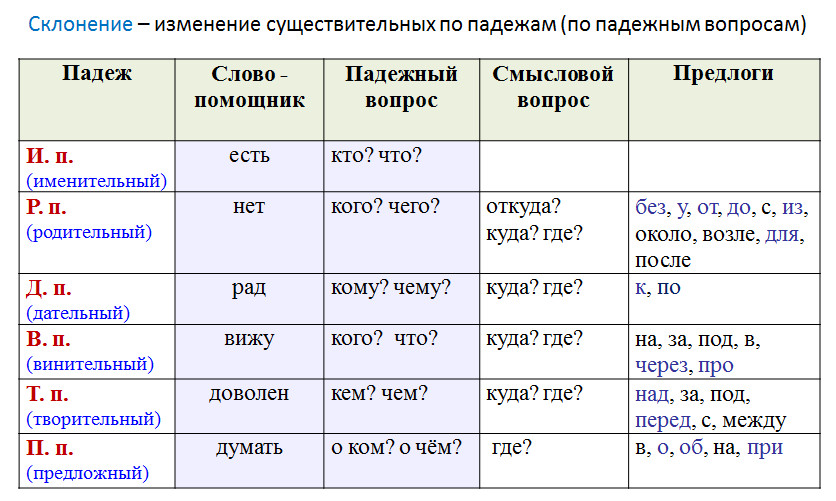 Склонение – изменение существительных по падежам (по падежным вопросам)
Падеж Слово - Падежный Смысловой Предлоги
помощник вопрос вопрос
И. п. есть кто? что?
(именительный)
Р. п. нет кого? чего? откуда? без, у, от, до, с, из,
(родительный) куда? где? около, возле, для,
после
Д. п. рад кому? чему? куда? где? к, по
(дательный)
В. п. вижу кого? что? куда? где? на, за, под, в,
(винительный) через, про
Т. п. доволен кем? чем? куда? где? над, за, под,
(творительный) перед, с, между
П. п. думать о ком? о чём? где? в, о, об, на, при
(предложный)